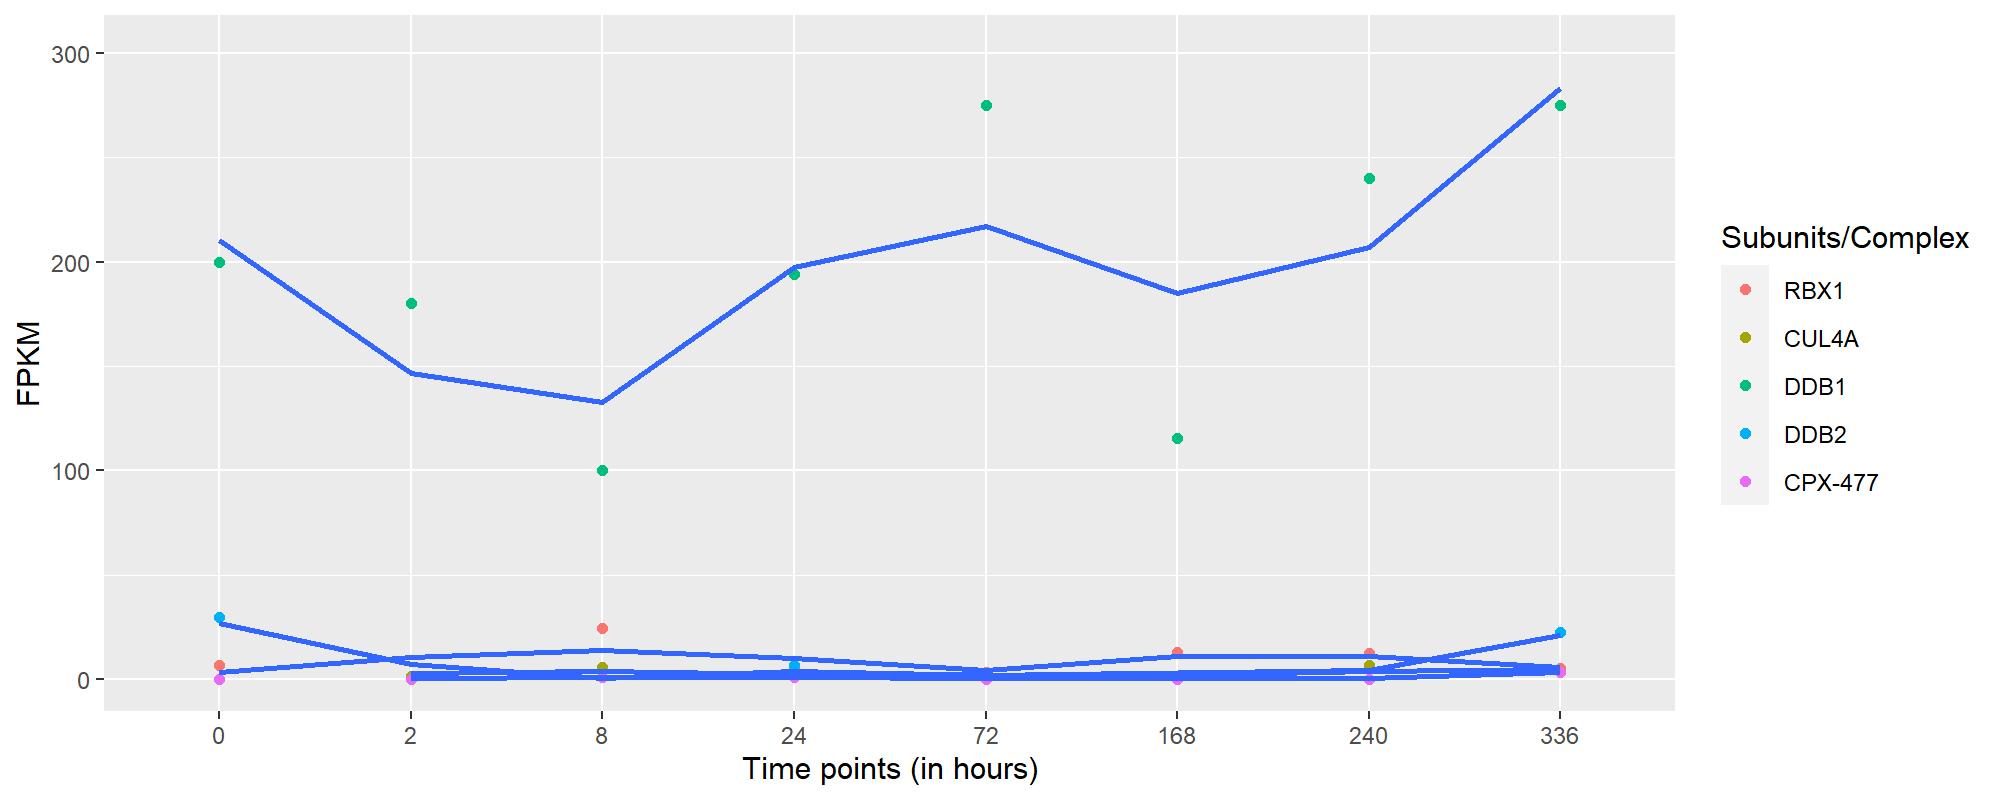 300
200
100
0
FPKM
0 2 8 24 72 168 240 336
Time points (in hours)
Subunits/Complex
RBX1
CUL4A
DDB1
DDB2
CPX-477